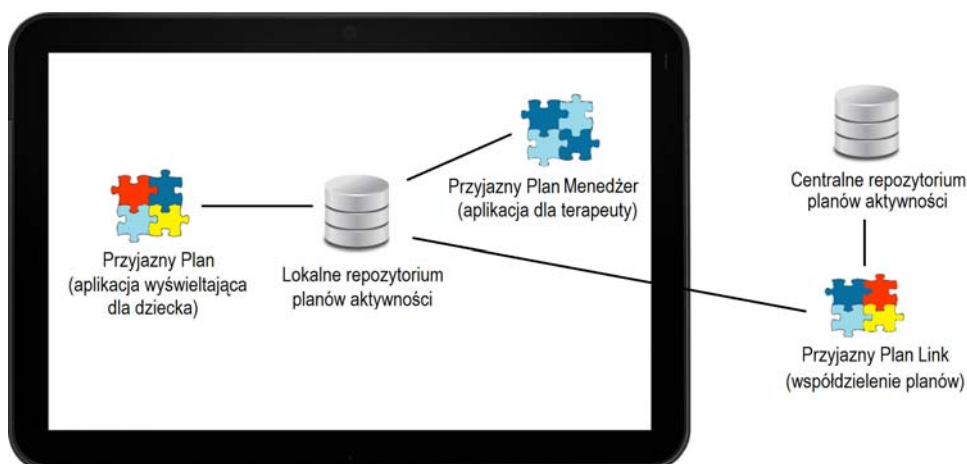 Przyjazny Plan
(aplikacja wyświeltająca
dla dziecka)
Lokalne repozytorium
planów aktywności
Przyjazny Plan Menedżer
(aplikacja dla terapeuty)
Centralne repozytorium
planów aktywności
Przyjazny Plan Link
(współdzielenie planów)